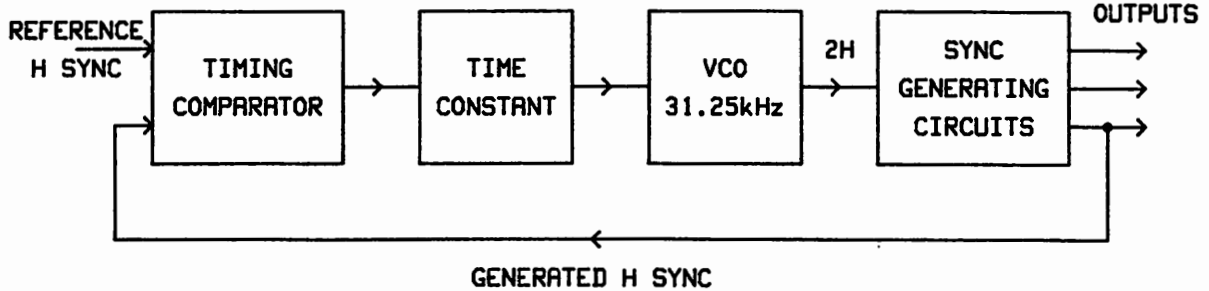 REFERENCE
H SYNC
TIMING
COMPARATOR
TIME
CONSTANT
VCO
31.25kHz
2H
SYNC
GENERATING
CIRCUITS
OUTPUTS
GENERATED H SYNC